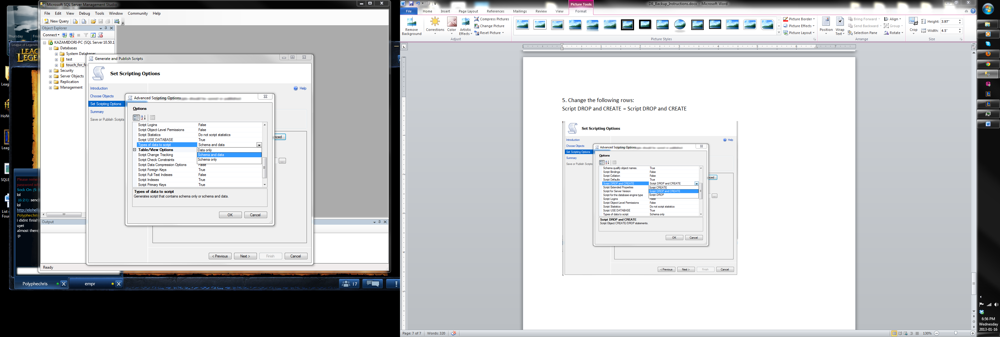 Microsoft SQL Server Management Studio
File Edit View Debug Tools Window Community Help
New Query
Object Explorer
Connect
KAZAMIDORI-PC (SQL Server 10.50.1
Databases
System Databases
test
touch_for_fo
Security
Server Objects
Replication
Management
Output
Ready
Thursday
League of Legends
Generate and Publish Scripts
Set Scripting Options
Introduction
Choose Objects
Set Scripting Options
Summary
Save or Publish Scripts
Help
Advanced Scripting Options
Options
Script Logins False
Script Object-Level Permissions False
Script Statistics Do not script statistics
Script USE DATABASE True
Types of data to script Schema and data
Data only
Schema and data
Schema only
Table/View Options
Script Change Tracking
Script Check Constraints
Script Data Compression Options False
Script Foreign Keys True
Script Full-Text Indexes False
Script Indexes True
Script Primary Keys True
Types of data to script
Generates script that contains schema only or schema and data.
OK Cancel
nced
...
< Previous Next > Finish Cancel
Please reme
password wi
Sock On (5:
lol
(6:21): send
lol
http://elohell
Polyphechris
i didnt finish
uyet
almost there
:p
Polyphechris
empr
17
DB_Backup_Instructions.docx - Microsoft Word
Picture Tools
File Home Insert Page Layout References Mailings Review View Format
Remove Background
Corrections
Color
Artistic Effects
Compress Pictures
Change Picture
Reset Picture
Adjust
Picture Styles
Picture Border
Picture Effects
Picture Layout
Position
Wrap Text
Bring Forward
Send Backward
Selection Pane
Align
Group
Rotate
Arrange
Crop
Height: 3.97"
Width: 4.5"
Size
5. Change the following rows:
Script DROP and CREATE = Script DROP and CREATE
Set Scripting Options
Introduction
Choose Objects
Set Scripting Options
Summary
Save or Publish Scripts
Help
Advanced Scripting Options
Options
Schema qualify object names. True
Script Bindings False
Script Collation False
Script Defaults True
Script DROP and CREATE Script DROP and CREATE
Script Extended Properties
Script for Server Version
Script for the database engine type
Script CREATE
Script DROP and CREATE
Script DROP
Script Logins False
Script Object-Level Permissions False
Script Statistics Do not script statistics
Script USE DATABASE True
Types of data to script Schema only
Script DROP and CREATE
Script Object CREATE/DROP statements.
OK Cancel
nced
...
< Previous Next > Finish Cancel
Page: 7 of 7
Words: 320
130%
6:56 PM
Wednesday
2013-01-16